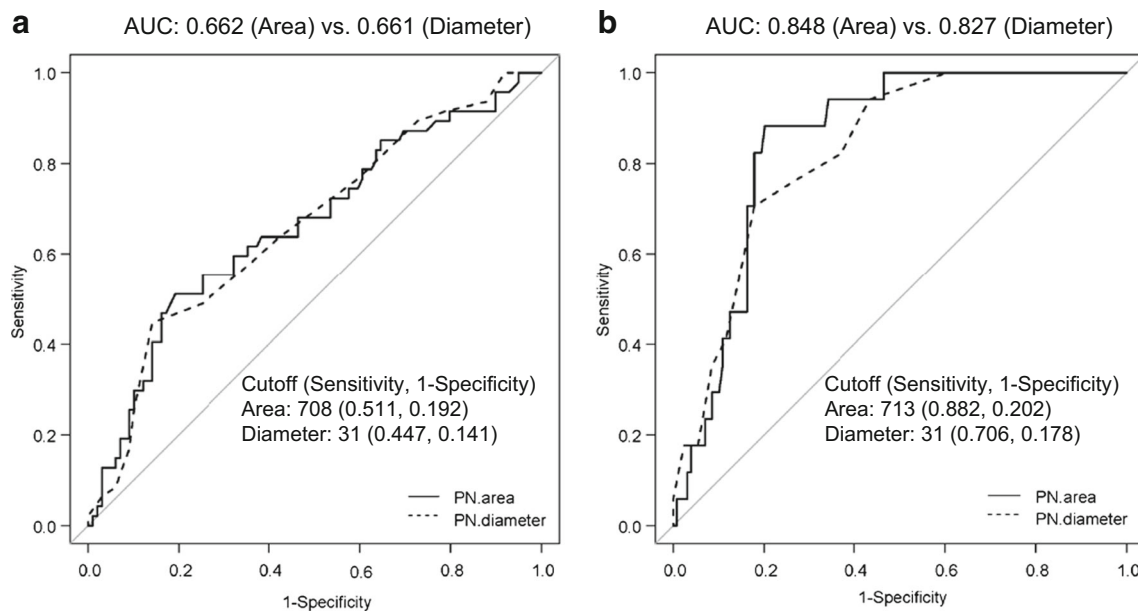 a
AUC: 0.662 (Area) vs. 0.661 (Diameter)
1.0
0.8
0.6
0.4
0.2
0.0
Sensitivity
Cutoff (Sensitivity, 1-Specificity)
Area: 708 (0.511, 0.192)
Diameter: 31 (0.447, 0.141)
PN.area
PN.diameter
0.0 0.2 0.4 0.6 0.8 1.0
1-Specificity
b
AUC: 0.848 (Area) vs. 0.827 (Diameter)
1.0
0.8
0.6
0.4
0.2
0.0
Sensitivity
Cutoff (Sensitivity, 1-Specificity)
Area: 713 (0.882, 0.202)
Diameter: 31 (0.706, 0.178)
PN.area
PN.diameter
0.0 0.2 0.4 0.6 0.8 1.0
1-Specificity